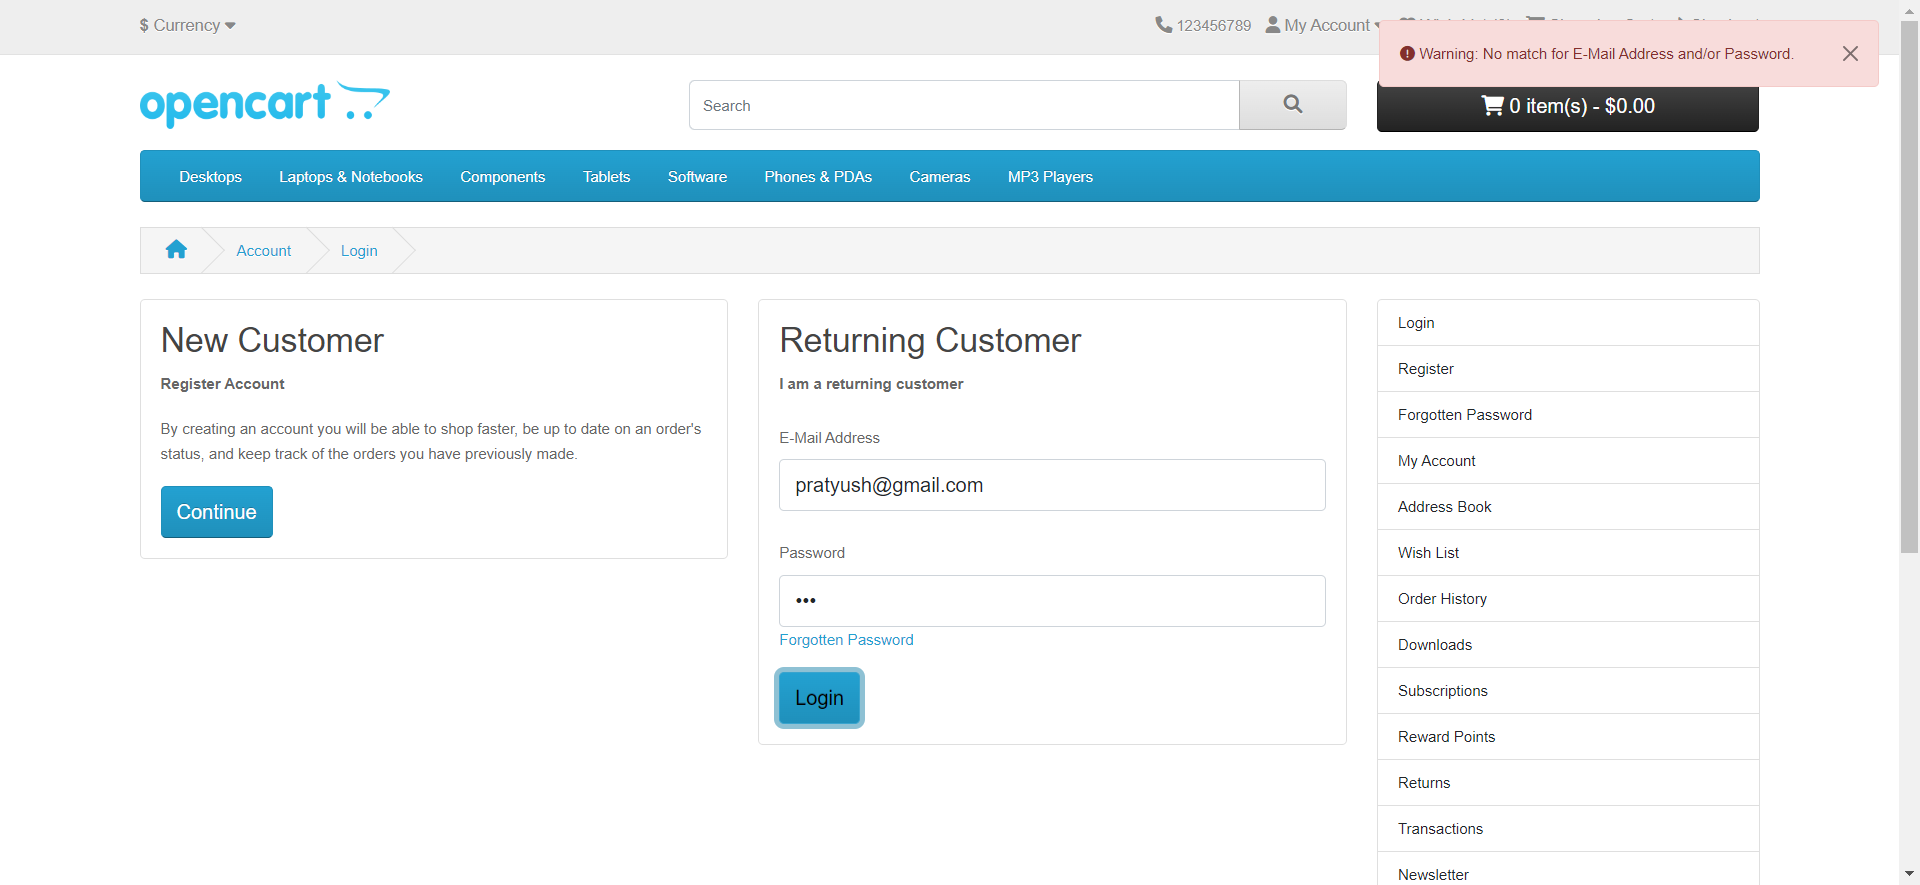 $ Currency
123456789 My Account
Warning: No match for E-Mail Address and/or Password.
opencart
Search
0 item(s) - $0.00
Desktops Laptops & Notebooks Components Tablets Software Phones & PDAs Cameras MP3 Players
Account Login
New Customer
Register Account
By creating an account you will be able to shop faster, be up to date on an order's
status, and keep track of the orders you have previously made.
Continue
Returning Customer
I am a returning customer
E-Mail Address
pratyush@gmail.com
Password
Forgotten Password
Login
Login
Register
Forgotten Password
My Account
Address Book
Wish List
Order History
Downloads
Subscriptions
Reward Points
Returns
Transactions
Newsletter